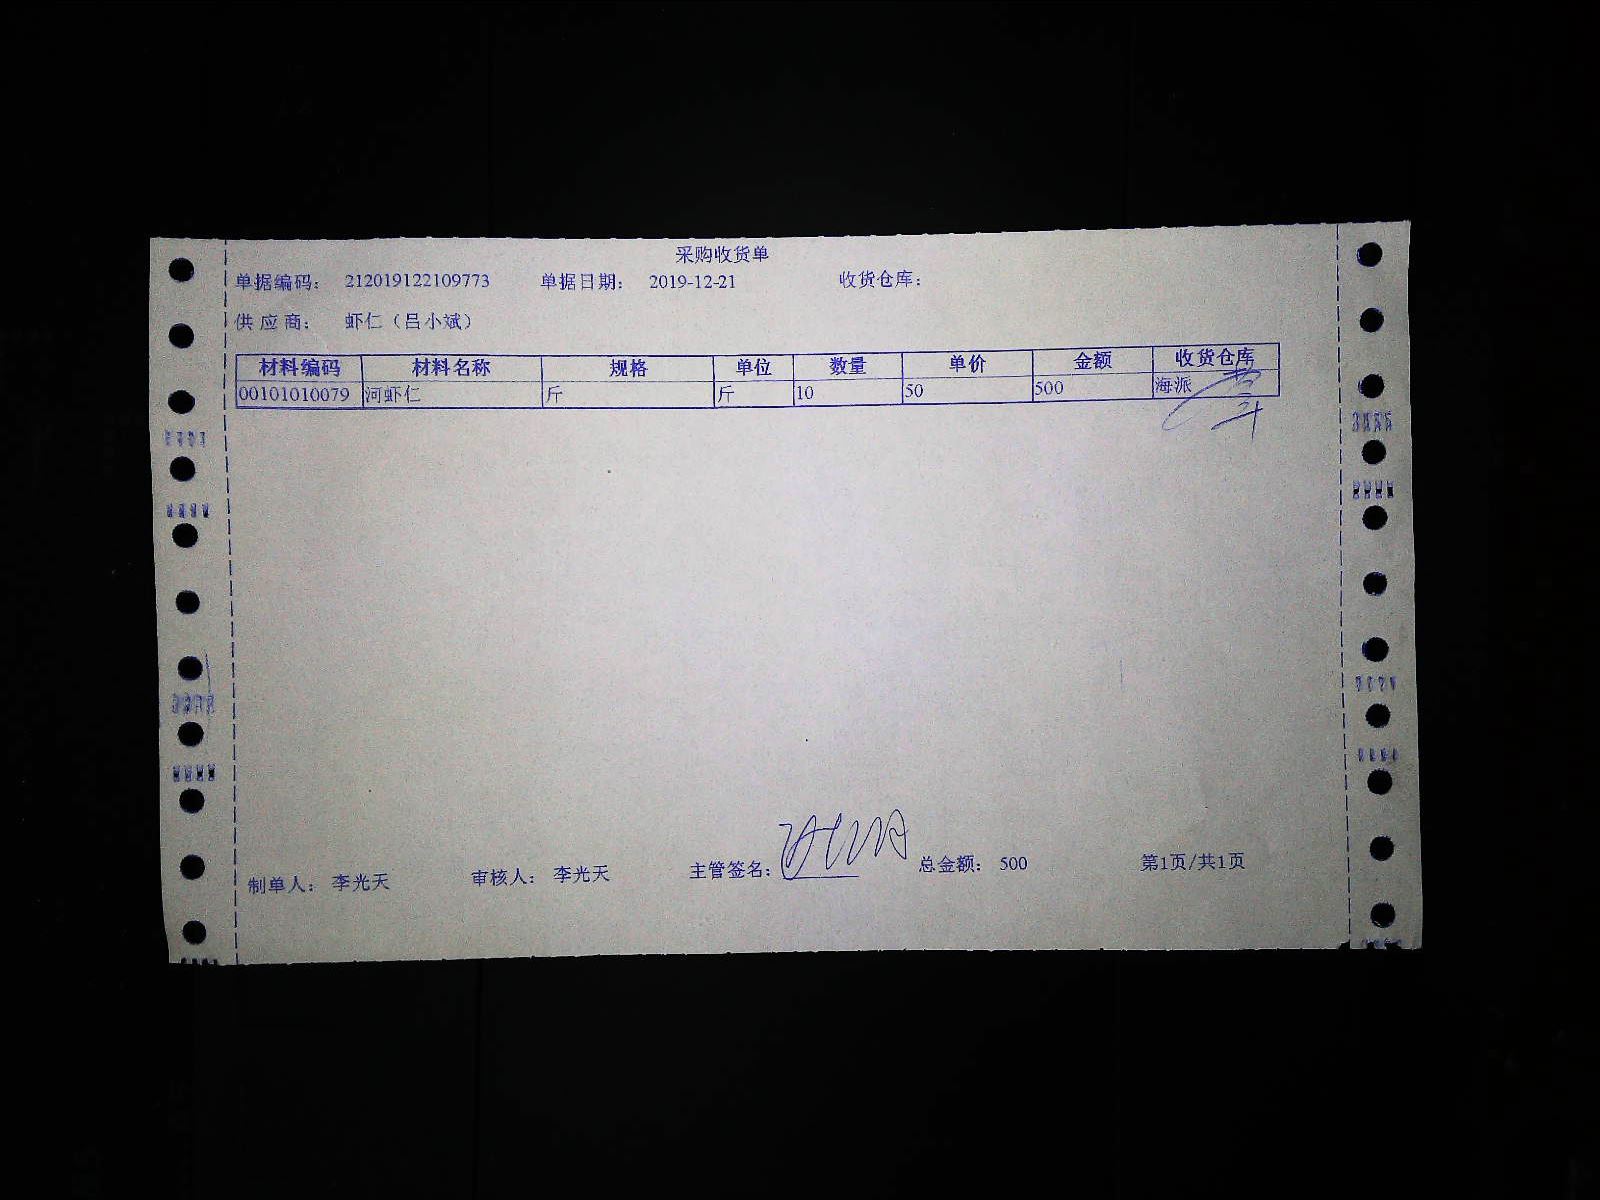 采购收货单
单据编码： 212019122109773 单据日期： 2019-12-21 收货仓库：
供应商： 虾仁（吕小斌）
材料编码 材料名称 规格 单位 数量 单价 金额 收货仓库
00101010079 河虾仁 斤 斤 10 50 500 海派
制单人： 李光天 审核人： 李光天 主管签名： 总金额： 500 第1页/共1页